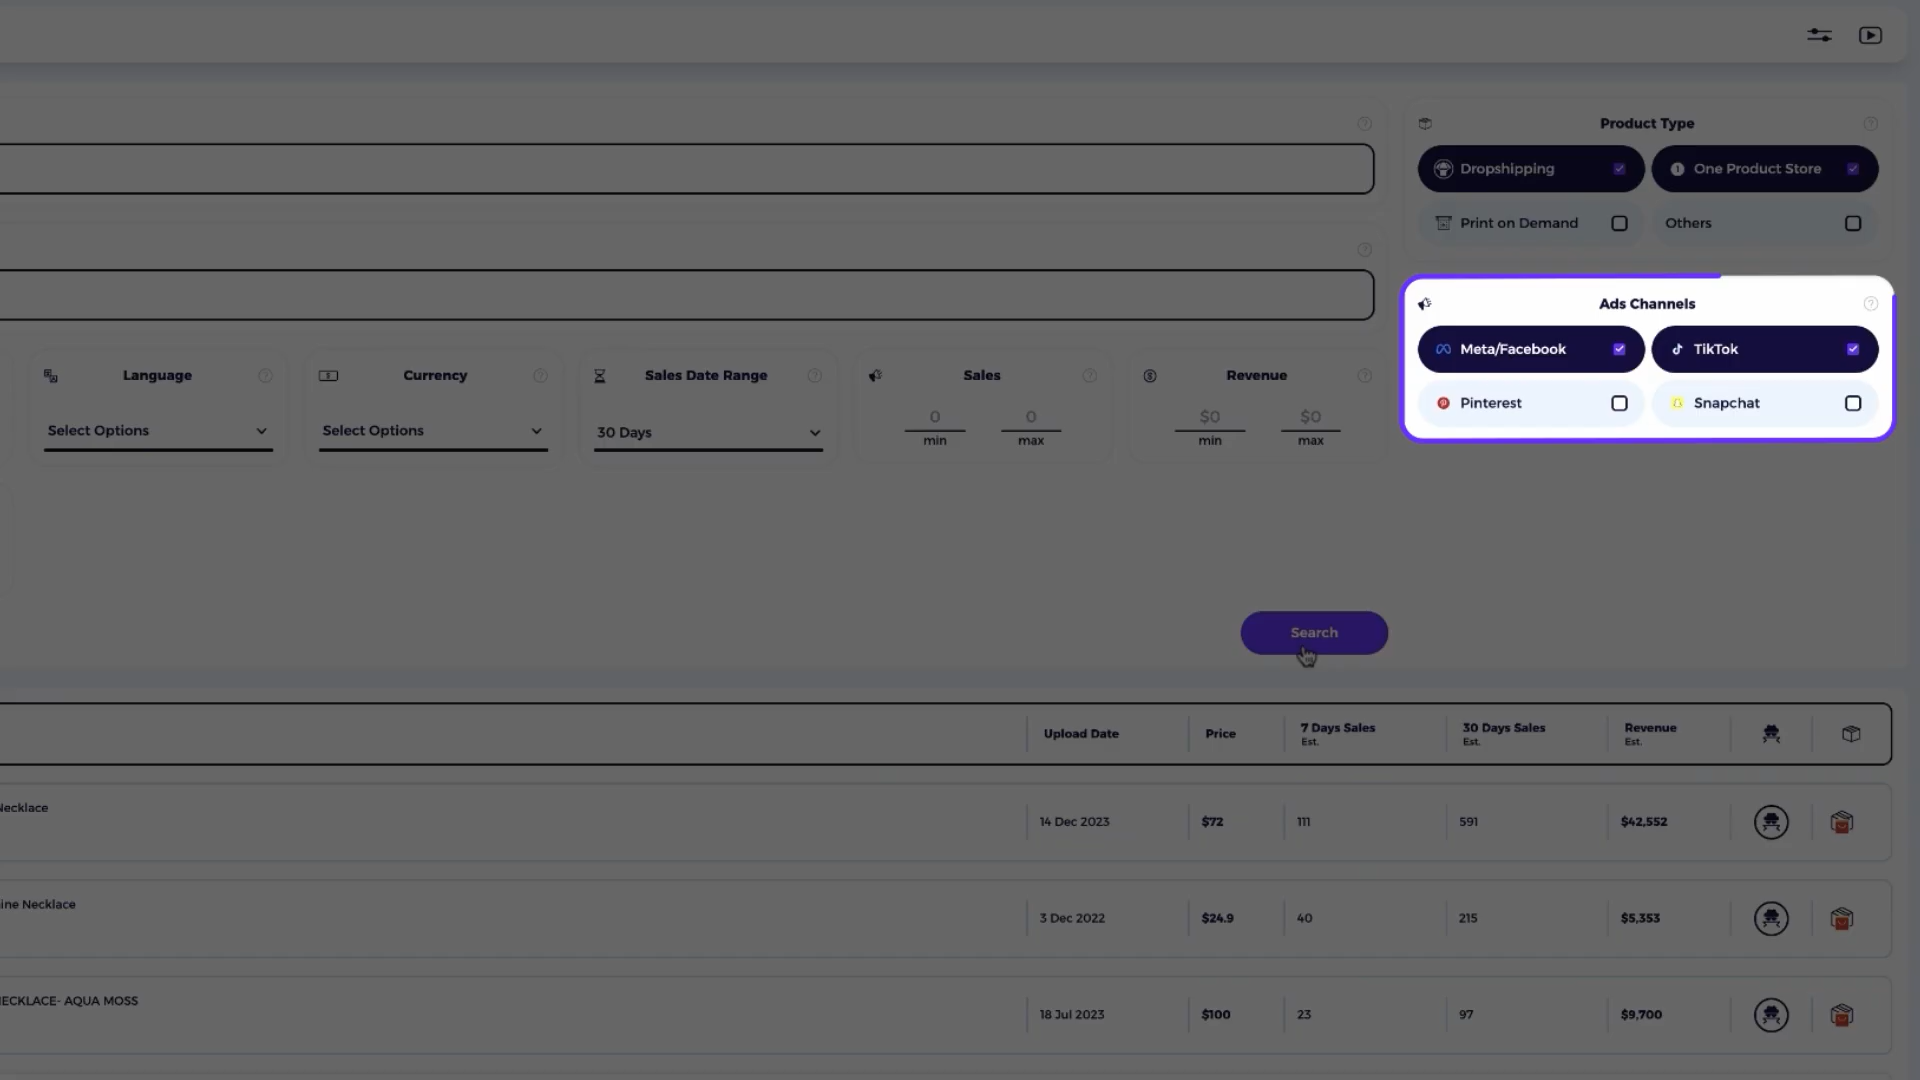 Product Type
Dropshipping
One Product Store
Print on Demand
Others
Ads Channels
Meta/Facebook
TikTok
Pinterest
Snapchat
Language
Select Options
Currency
Select Options
Sales Date Range
30 Days
Sales
0 0
min max
Revenue
$0 $0
min max
Search
Upload Date Price 7 Days Sales Est. 30 Days Sales Est. Revenue Est.
Necklace
14 Dec 2023 $72 111 591 $42,552
ine Necklace
3 Dec 2022 $24.9 40 215 $5,353
ECKLACE- AQUA MOSS
18 Jul 2023 $100 23 97 $9,700